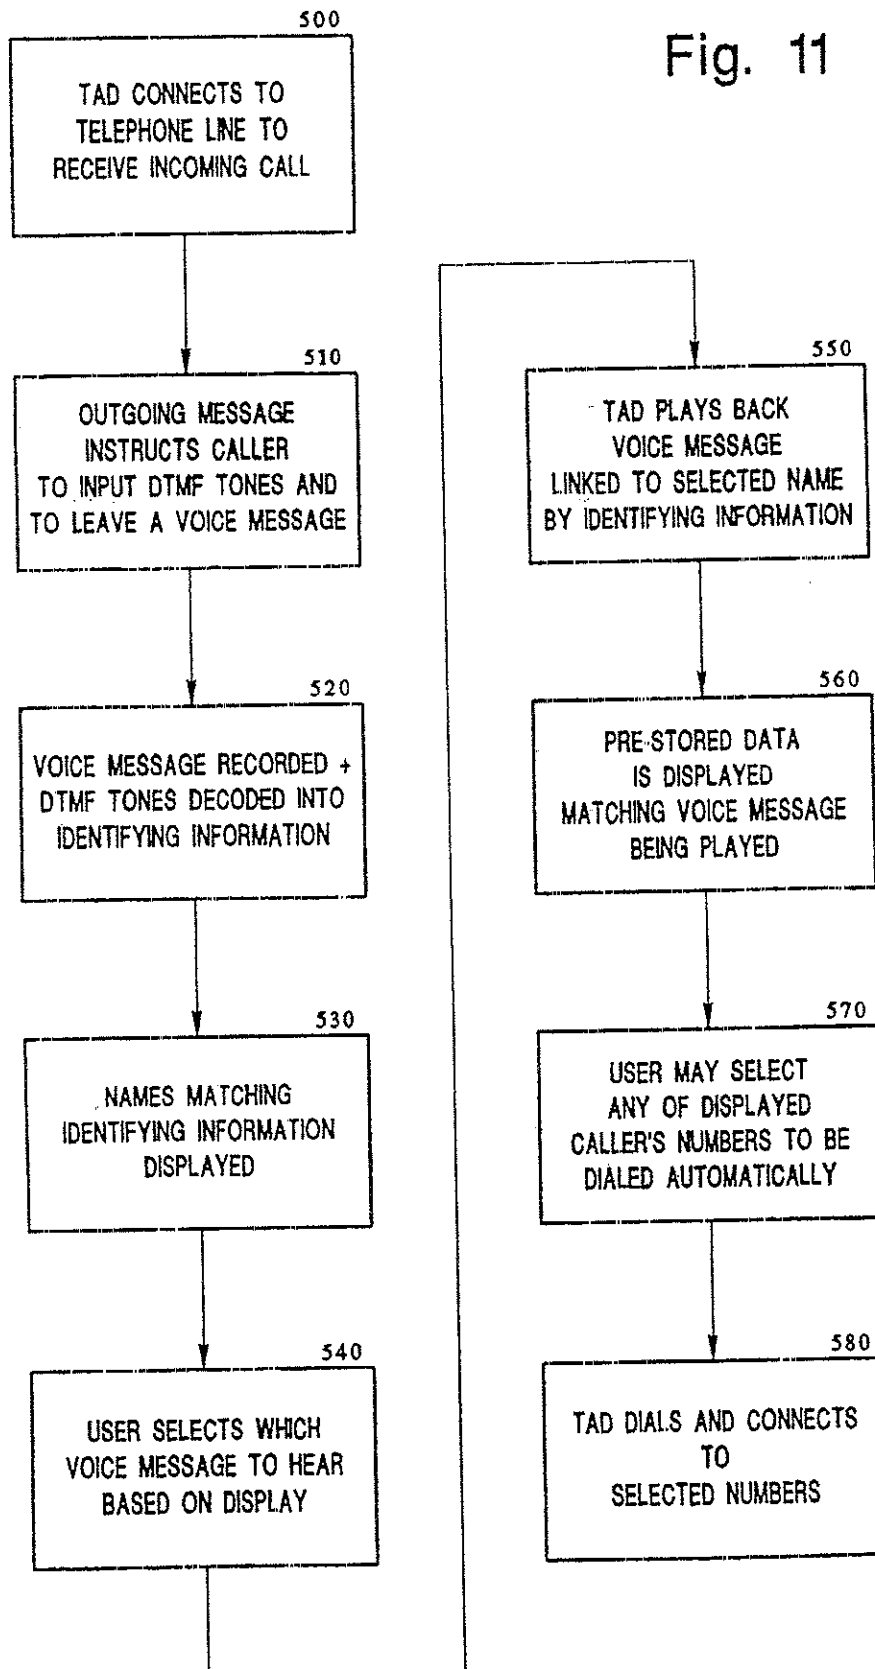 Fig. 11
500
TAD CONNECTS TO
TELEPHONE LINE TO
RECEIVE INCOMING CALL
510
OUTGOING MESSAGE
INSTRUCTS CALLER
TO INPUT DTMF TONES AND
TO LEAVE A VOICE MESSAGE
520
VOICE MESSAGE RECORDED +
DTMF TONES DECODED INTO
IDENTIFYING INFORMATION
530
NAMES MATCHING
IDENTIFYING INFORMATION
DISPLAYED
540
USER SELECTS WHICH
VOICE MESSAGE TO HEAR
BASED ON DISPLAY
550
TAD PLAYS BACK
VOICE MESSAGE
LINKED TO SELECTED NAME
BY IDENTIFYING INFORMATION
560
PRE-STORED DATA
IS DISPLAYED
MATCHING VOICE MESSAGE
BEING PLAYED
570
USER MAY SELECT
ANY OF DISPLAYED
CALLER'S NUMBERS TO BE
DIALED AUTOMATICALLY
580
TAD DIALS AND CONNECTS
TO
SELECTED NUMBERS